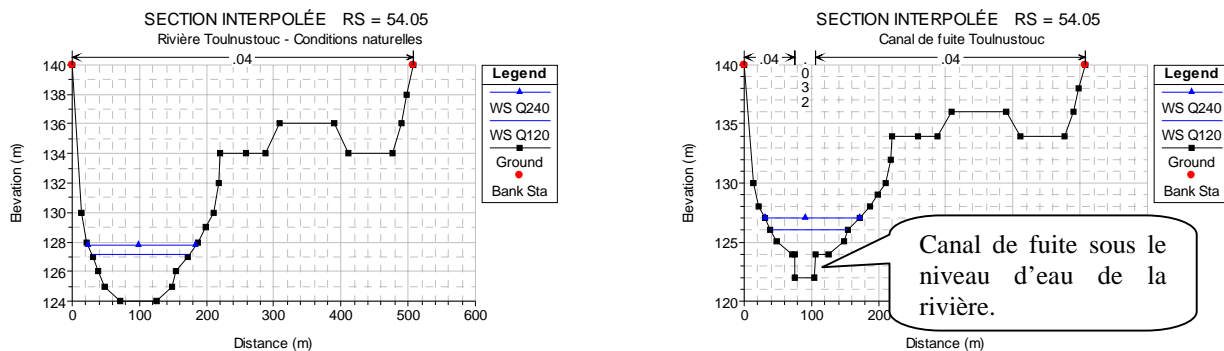 SECTION INTERPOLÉE RS = 54.05
Rivière Toulnustouc - Conditions naturelles
.04
140
138
136
134
132
130
128
126
124
0
100
200
300
400
500
600
Elevation (m)
Distance (m)
Legend
WS Q240
WS Q120
Ground
Bank Sta
SECTION INTERPOLÉE RS = 54.05
Canal de fuite Toulnustouc
.04
.032
.04
140
135
130
125
120
0
100
200
Elevation (m)
Distance (m)
Legend
WS Q240
WS Q120
Ground
Bank Sta
Canal de fuite sous le
niveau d'eau de la
rivière.